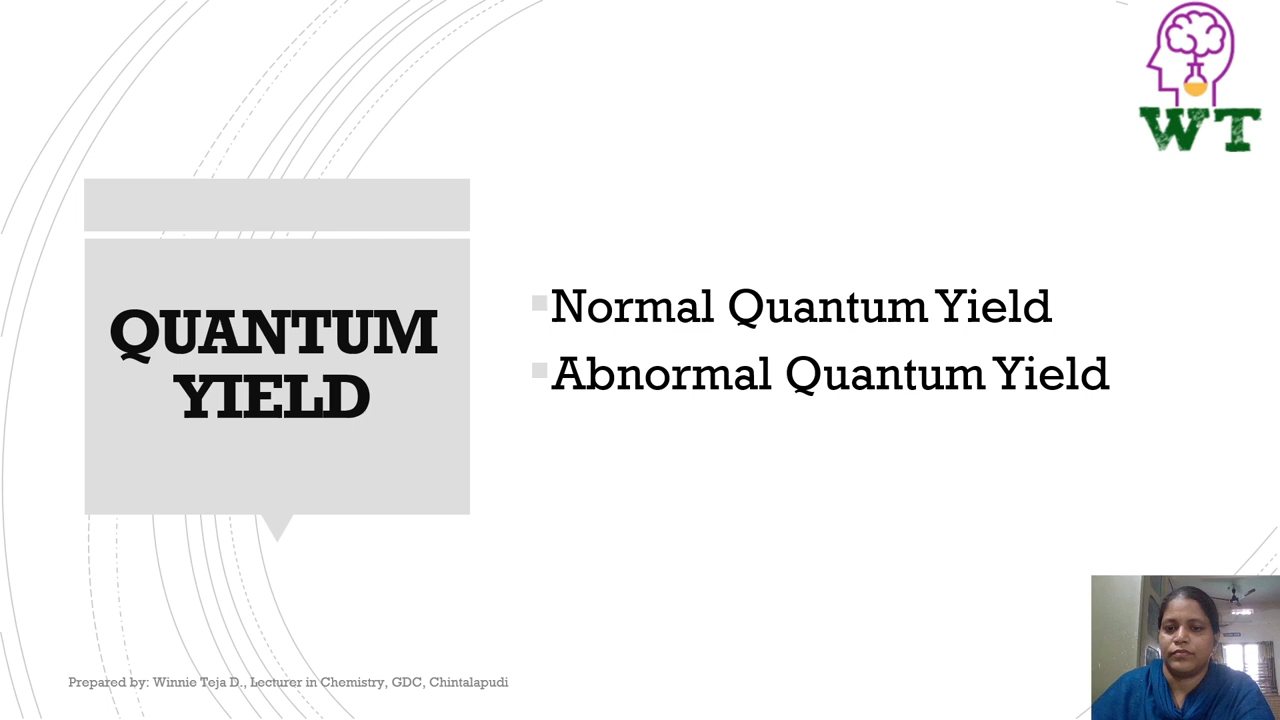 WT
QUANTUM
YIELD
Normal Quantum Yield
Abnormal Quantum Yield
Prepared by: Winnie Teja D., Lecturer in Chemistry, GDC, Chintalapudi